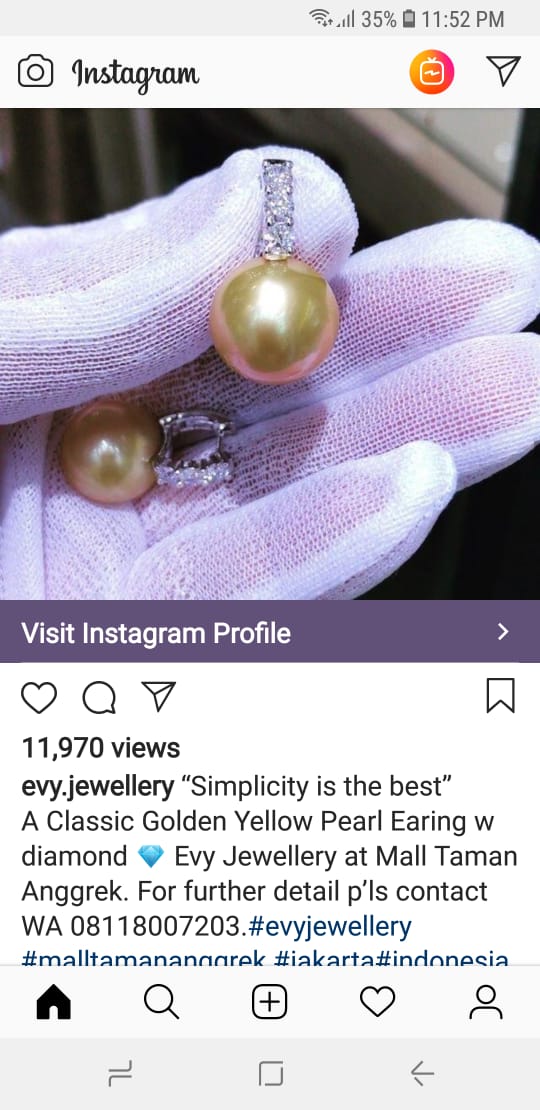 35% 11:52 PM
Instagram
Visit Instagram Profile
11,970 views
evy.jewellery “Simplicity is the best”
A Classic Golden Yellow Pearl Earing w
diamond 💎 Evy Jewellery at Mall Taman
Anggrek. For further detail p’ls contact
WA 08118007203.#evyjewellery
#malltamananggrek #jakarta#indonesia